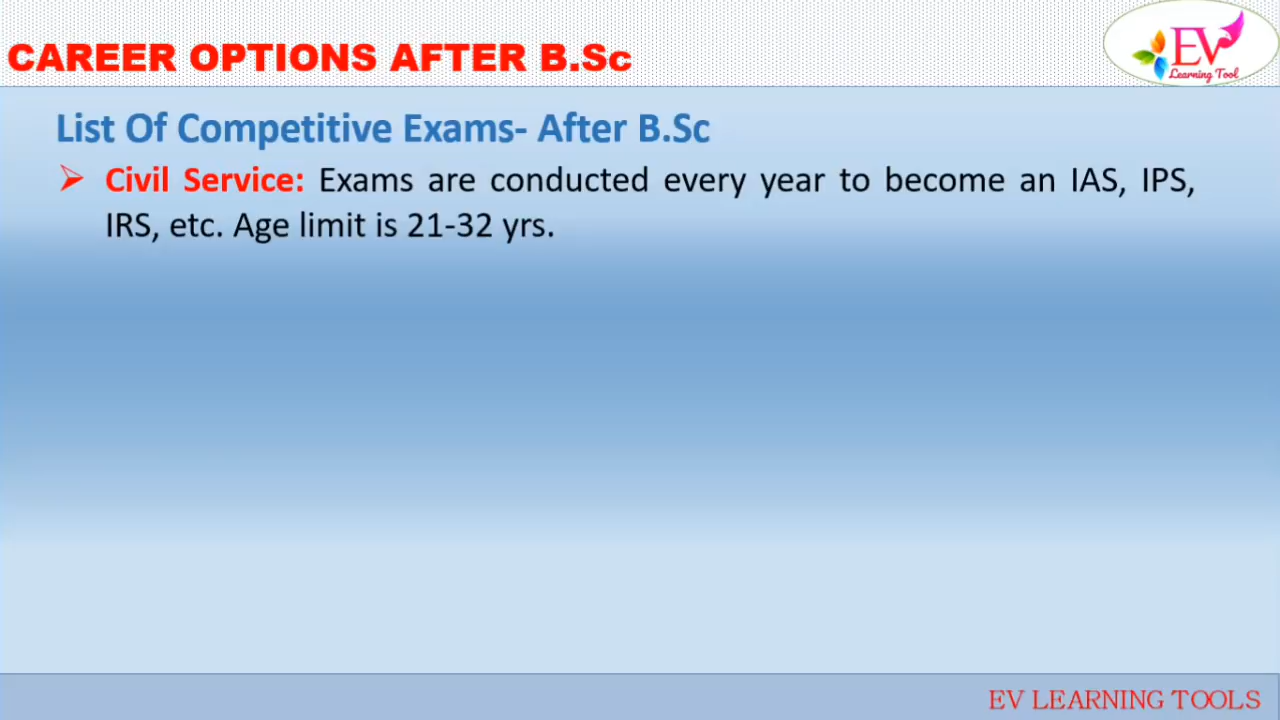 CAREER OPTIONS AFTER B.Sc
EV
Learning Tool
List Of Competitive Exams- After B.Sc
➢ Civil Service: Exams are conducted every year to become an IAS, IPS,
IRS, etc. Age limit is 21-32 yrs.
EV LEARNING TOOLS